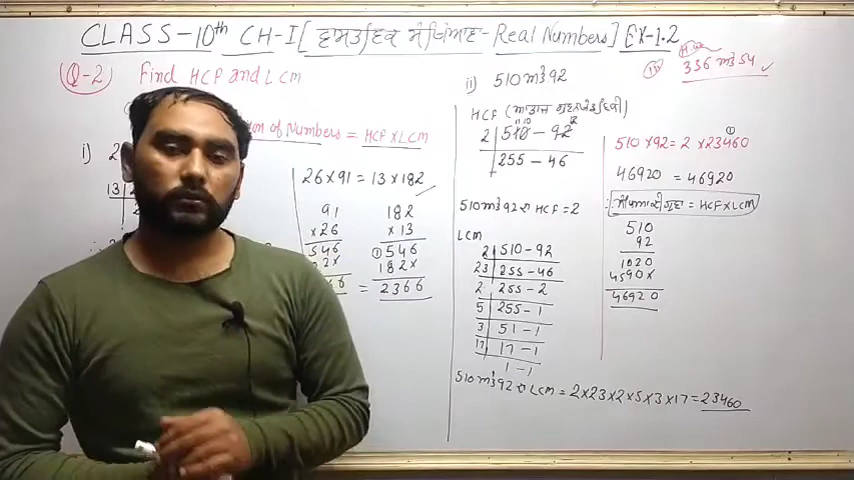 CLASS-10th CH-I [ਵਾਸਤਵਿਕ ਸੰਖਿਆਵਾਂ - Real Numbers] EX-1.2
Q-2 Find HCF and LCM
of Numbers = HCF X LCM
i) 2
13
26 x 91 = 13 x 182
91
x 26
546
182
x 13
① 546
182x
= 2366
ii) 510 ਅਤੇ 92
HCF
2 510 - 92
255 - 46
510 ਅਤੇ 92 ਦਾ HCF = 2
LCM
2 510 - 92
23 255 - 46
2 255 - 2
5 255 - 1
3 51 - 1
17 17 - 1
1 - 1
510 ਅਤੇ 92 ਦਾ LCM = 2x23x2x5x3x17 = 23460
iii) 336 ਅਤੇ 54
510 x 92 = 2 x 23460
46920 = 46920
= HCF X LCM
510
92
1020
4590x
46920